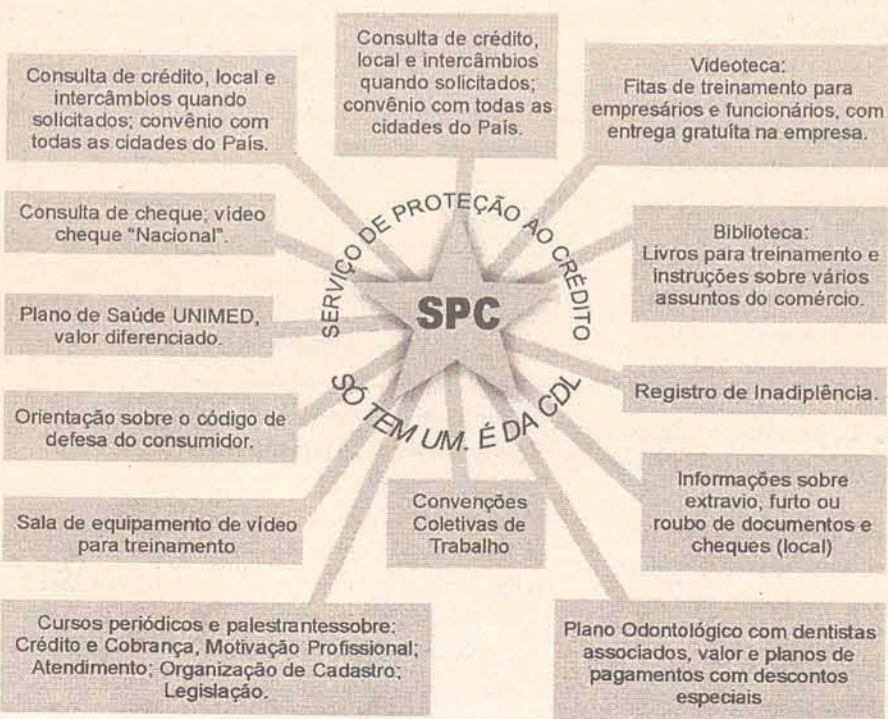 Consulta de crédito, local e
intercâmbios quando
solicitados; convênio com
todas as cidades do País.
Consulta de crédito,
local e intercâmbios
quando solicitados;
convênio com todas as
cidades do País.
Videoteca:
Fitas de treinamento para
empresários e funcionários, com
entrega gratuíta na empresa.
Consulta de cheque; vídeo
cheque "Nacional".
Biblioteca:
Livros para treinamento e
instruções sobre vários
assuntos do comércio.
SERVIÇO DE PROTEÇÃO AO CRÉDITO
SPC
SÓ TEM UM. É DA CDL
Plano de Saúde UNIMED,
valor diferenciado.
Registro de Inadiplência.
Orientação sobre o código de
defesa do consumidor.
Informações sobre
extravio, furto ou
roubo de documentos e
cheques (local)
Sala de equipamento de vídeo
para treinamento
Convenções
Coletivas de
Trabalho
Cursos periódicos e palestrantessobre:
Crédito e Cobrança, Motivação Profissional;
Atendimento; Organização de Cadastro;
Legislação.
Plano Odontológico com dentistas
associados, valor e planos de
pagamentos com descontos
especiais